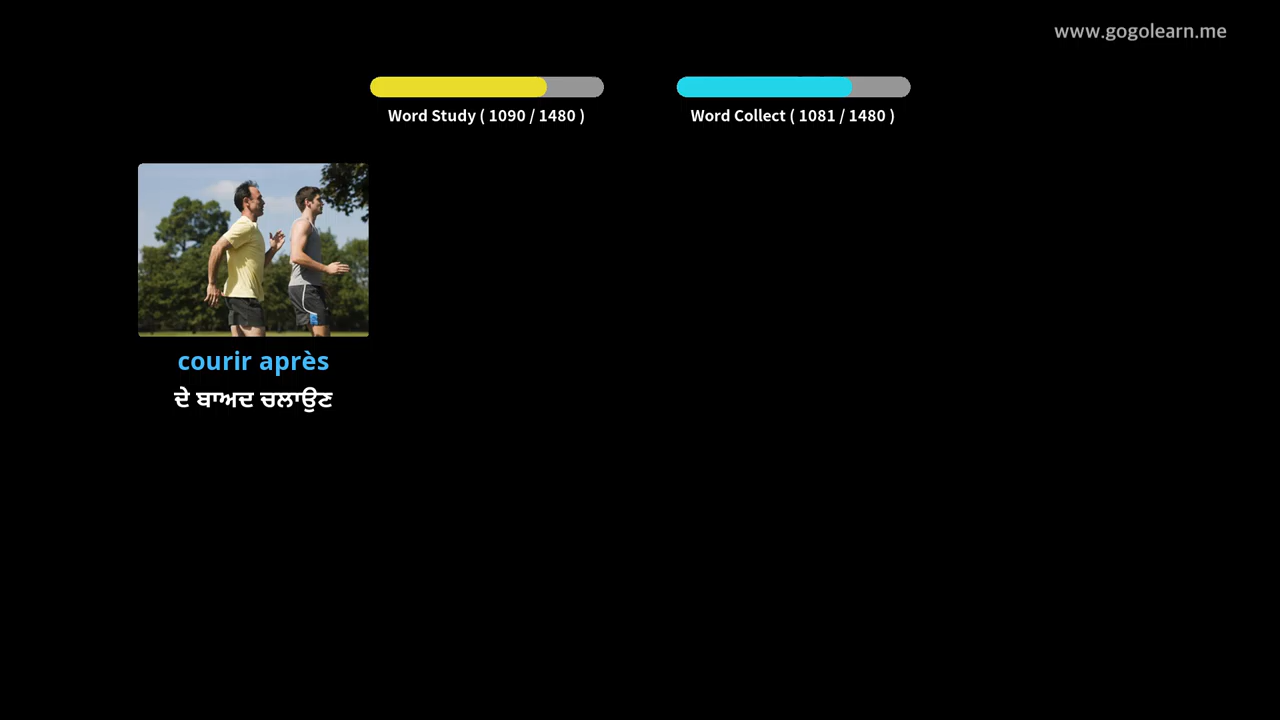 www.gogolearn.me
Word Study ( 1090 / 1480 )
Word Collect ( 1081 / 1480 )
courir après
ਦੇ ਬਾਅਦ ਚਲਾਉਣ